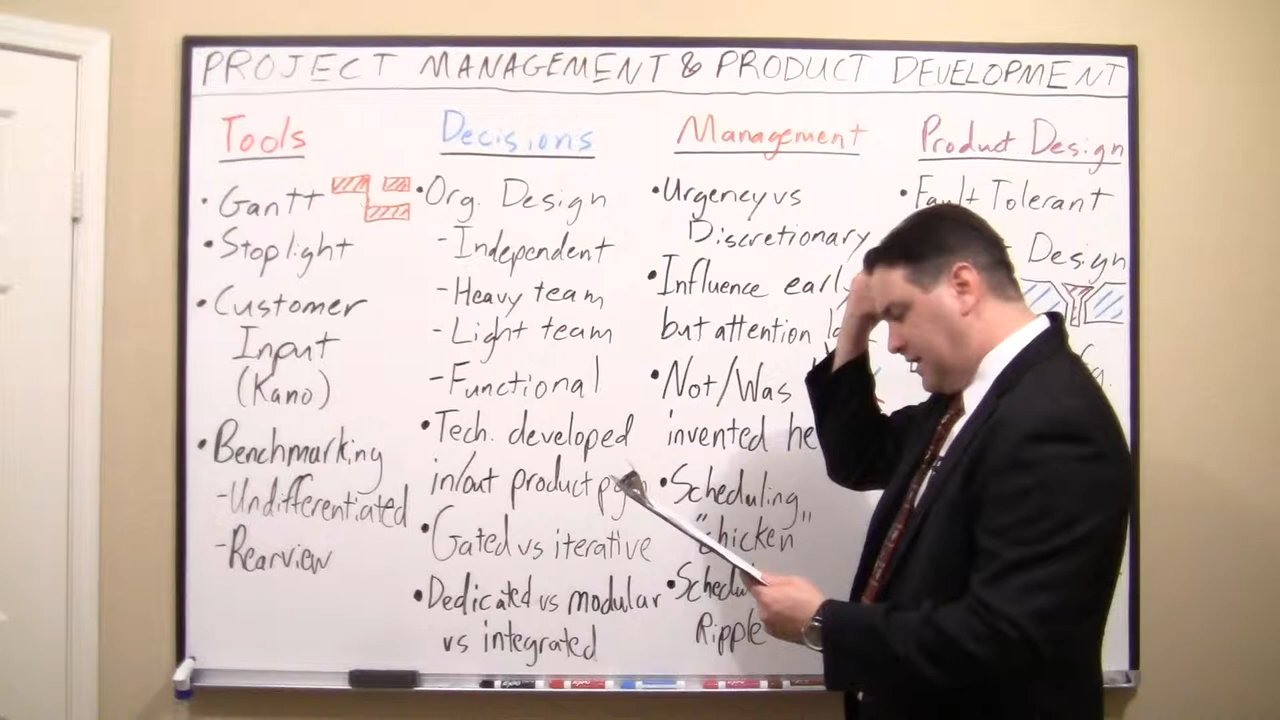 PROJECT MANAGEMENT & PRODUCT DEVELOPMENT
Tools
• Gantt
• Stoplight
• Customer
Input
(Kano)
• Benchmarking
- Undifferentiated
- Rearview
Decisions
• Org. Design
- Independent
- Heavy team
- Light team
- Functional
• Tech. developed
in/out product
• Gated vs iterative
• Dedicated vs modular
vs integrated
Management
• Urgency vs
Discretionary
• Influence early
but attention
• Not/Was
invented
• Scheduling
"chicken"
•
Ripple
Product Design
• Fault Tolerant
Design